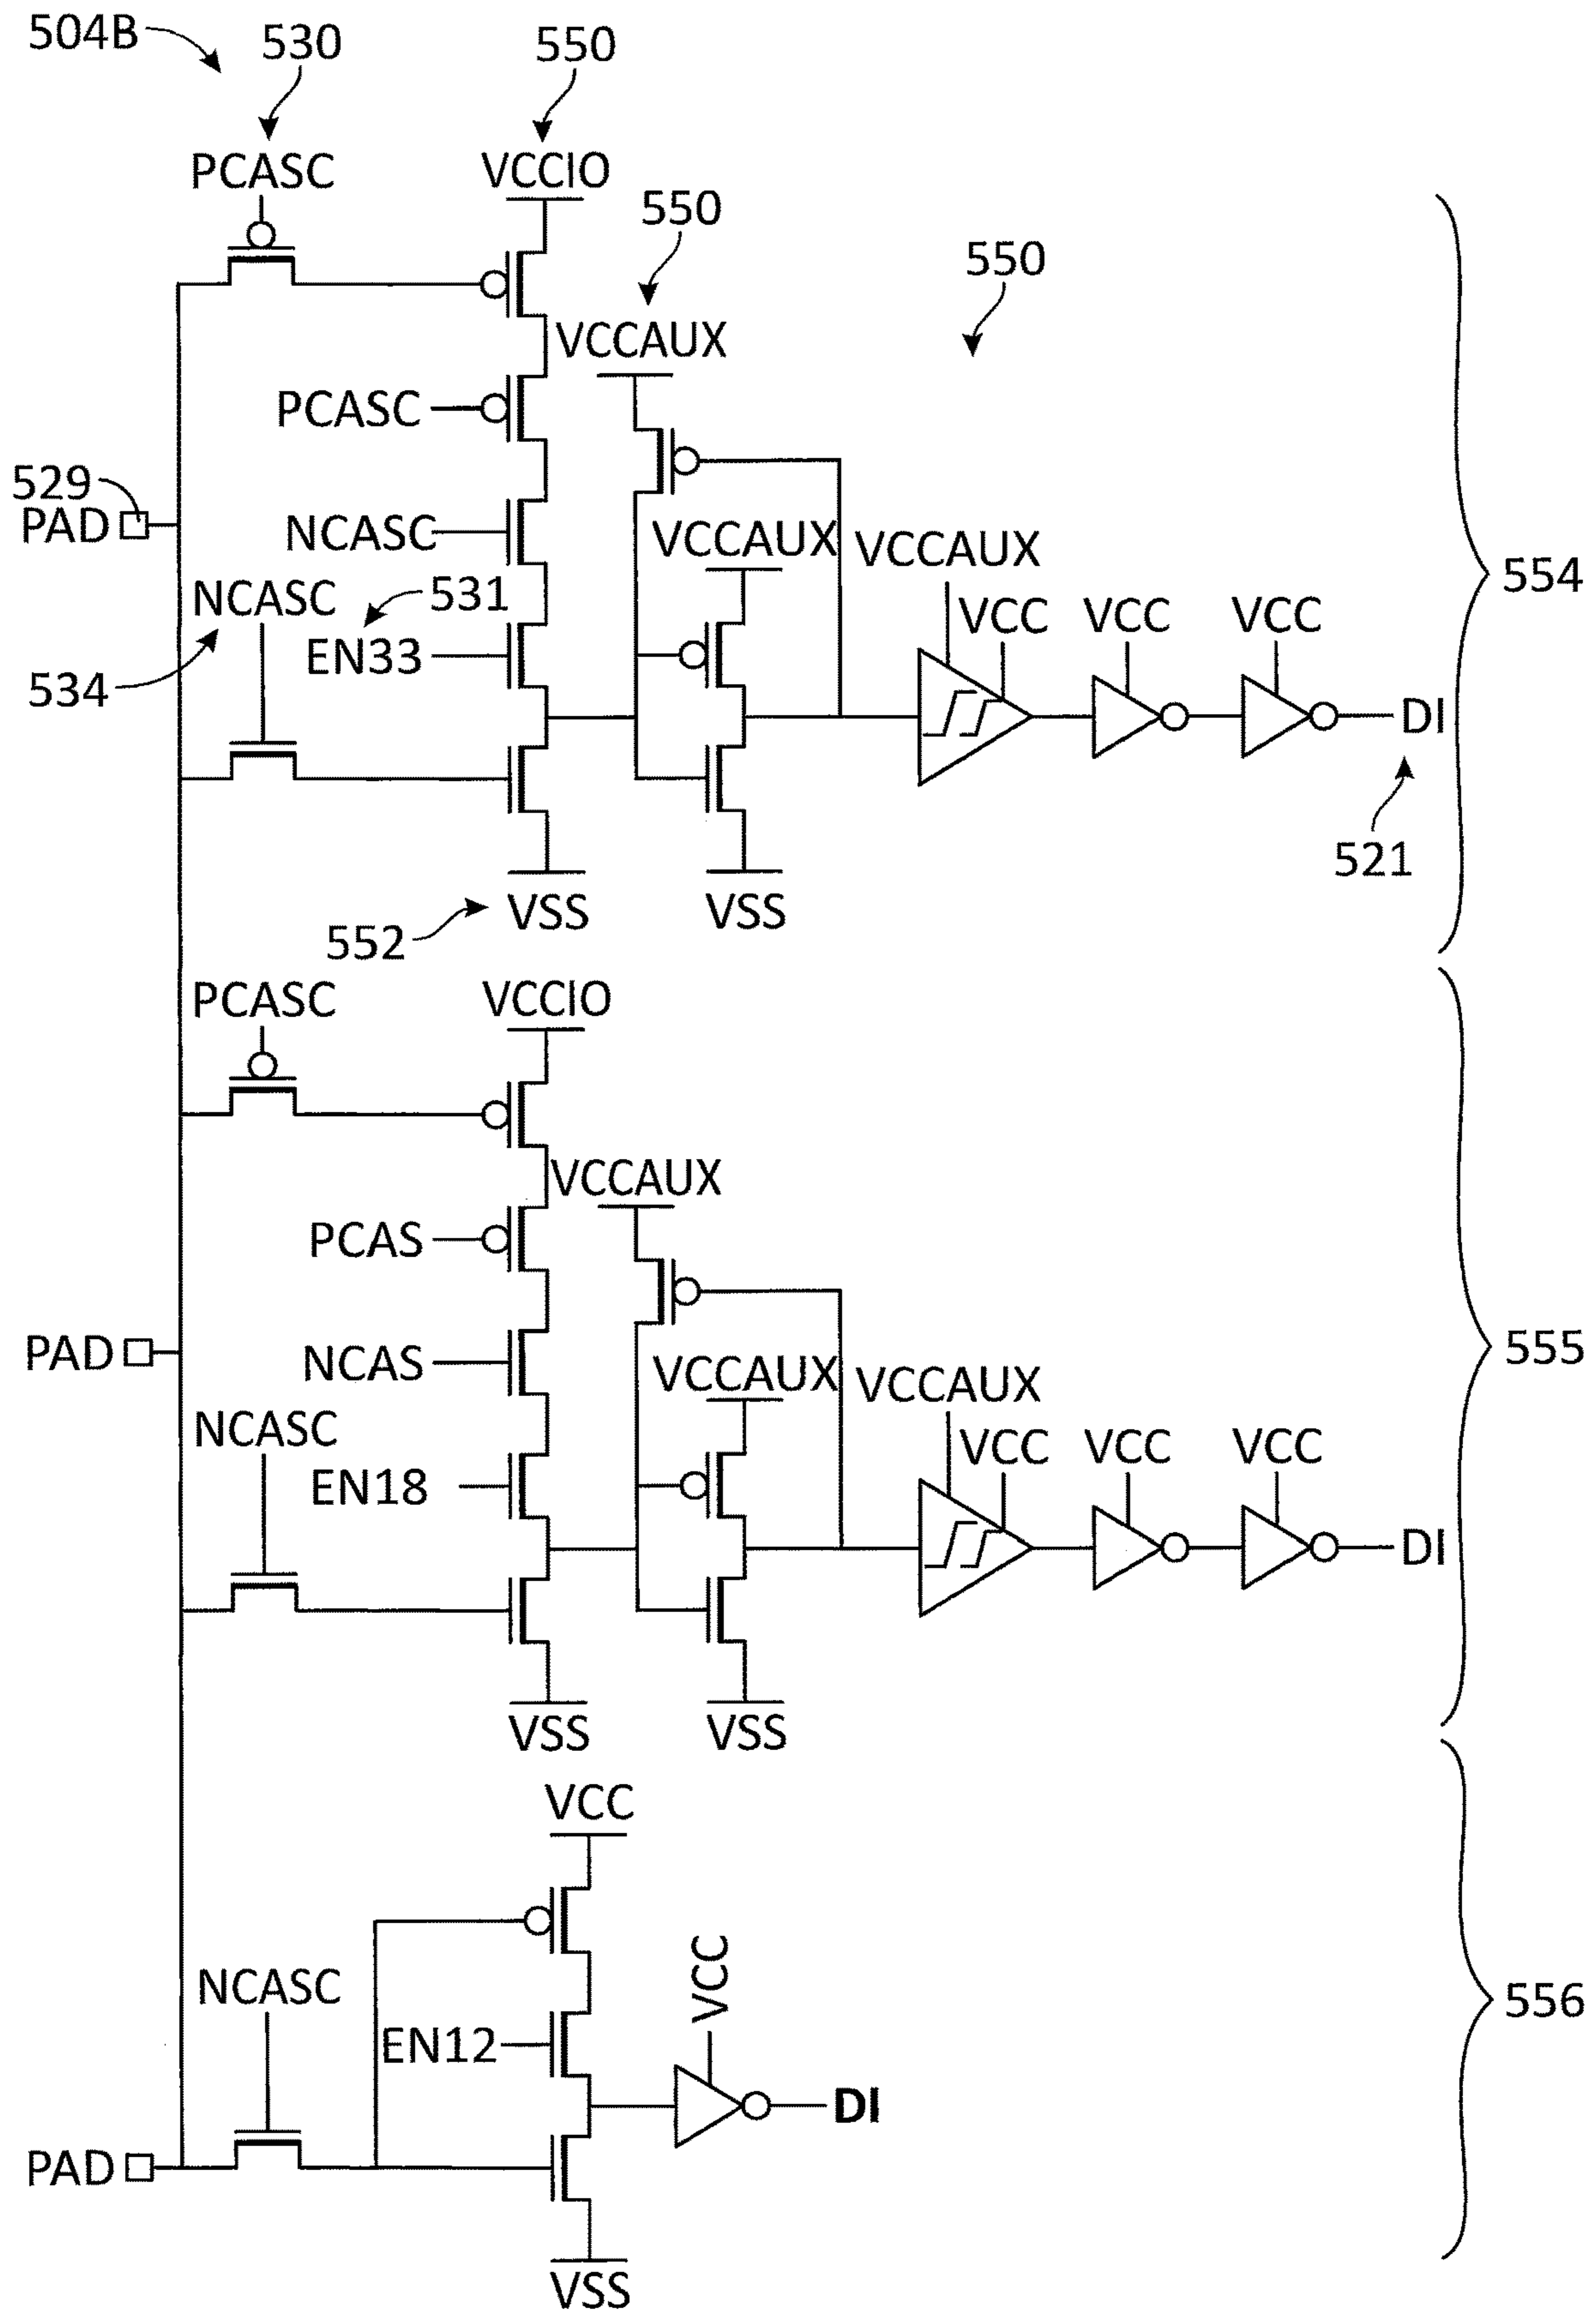 504B
530
550
PCASC
VCCIO
550
550
VCCAUX
PCASC
529
PAD
NCASC
VCCAUX
VCCAUX
NCASC
531
EN33
534
VCC
VCC
VCC
554
DI
521
VSS
VSS
552
PCASC
VCCIO
VCCAUX
PCAS
PAD
NCAS
VCCAUX
VCCAUX
NCASC
EN18
VCC
VCC
VCC
555
DI
VSS
VSS
VCC
NCASC
VCC
EN12
556
DI
PAD
VSS